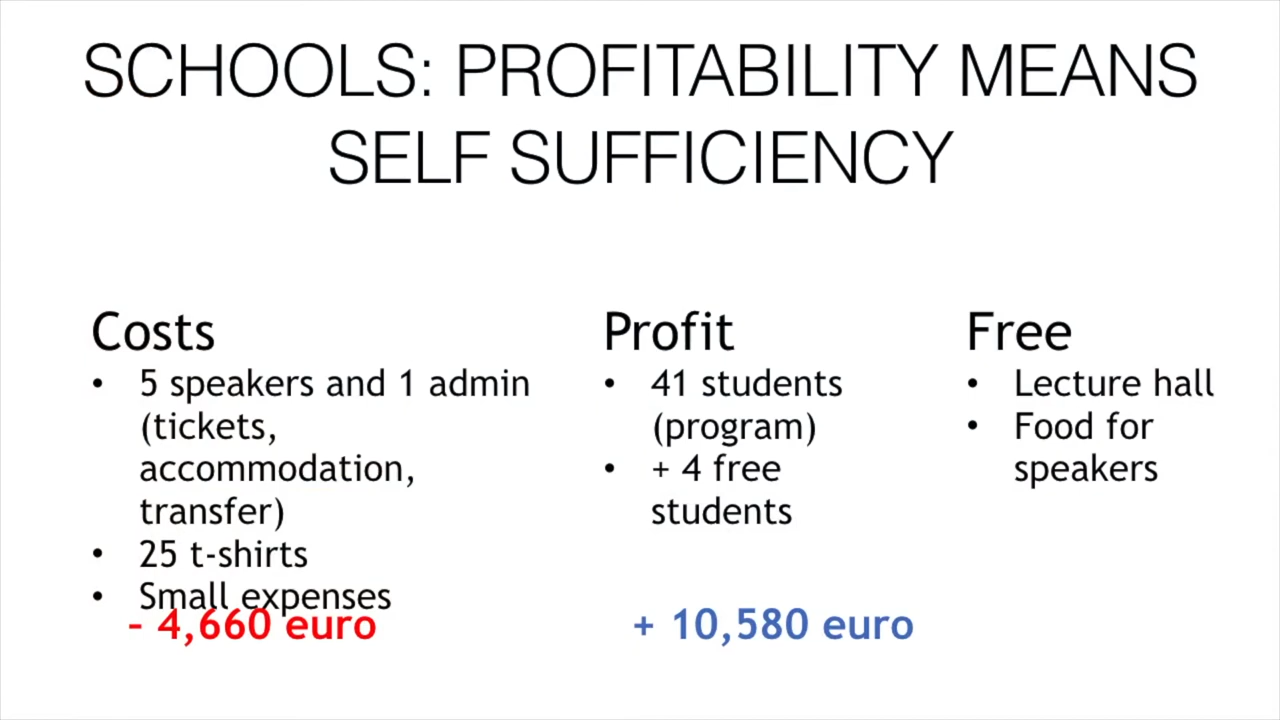 SCHOOLS: PROFITABILITY MEANS
SELF SUFFICIENCY
Costs
• 5 speakers and 1 admin
(tickets,
accommodation,
transfer)
• 25 t-shirts
• Small expenses
– 4,660 euro
Profit
• 41 students
(program)
• + 4 free
students
+ 10,580 euro
Free
• Lecture hall
• Food for
speakers